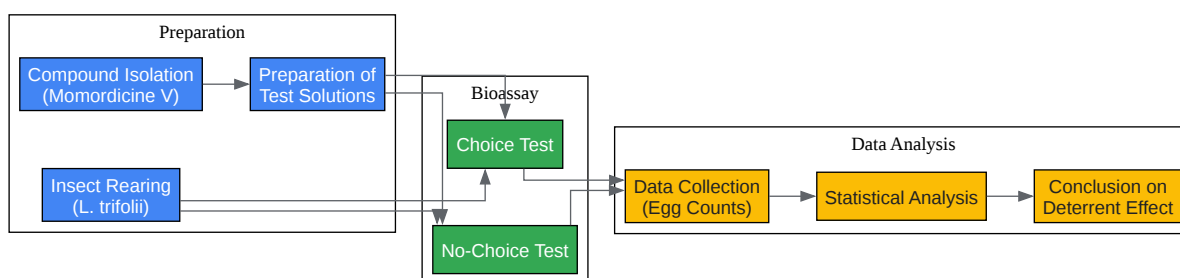 Preparation
Compound Isolation
(Momordicine V)
Preparation of
Test Solutions
Insect Rearing
(L. trifolii)
Bioassay
Choice Test
No-Choice Test
Data Analysis
Data Collection
(Egg Counts)
Statistical Analysis
Conclusion on
Deterrent Effect